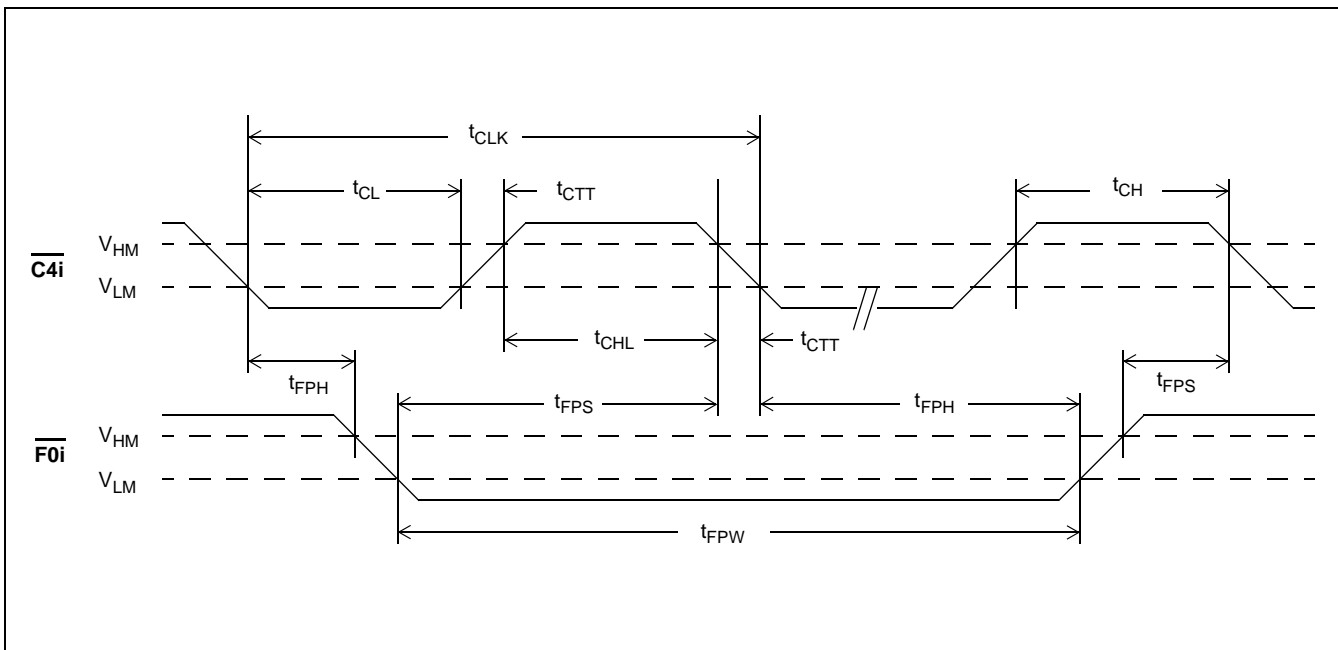 tCLK
tCL
tCTT
tCH
VHM
C4i
VLM
tCHL
tCTT
tFPH
tFPS
tFPH
tFPS
VHM
F0i
VLM
tFPW